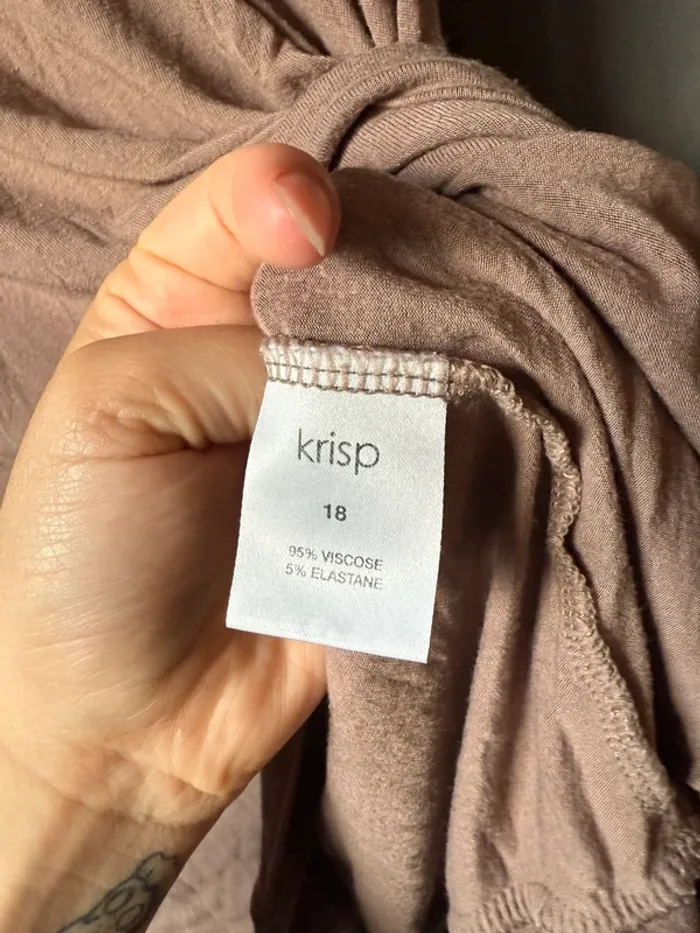 krisp
18
95% VISCOSE
5% ELASTANE